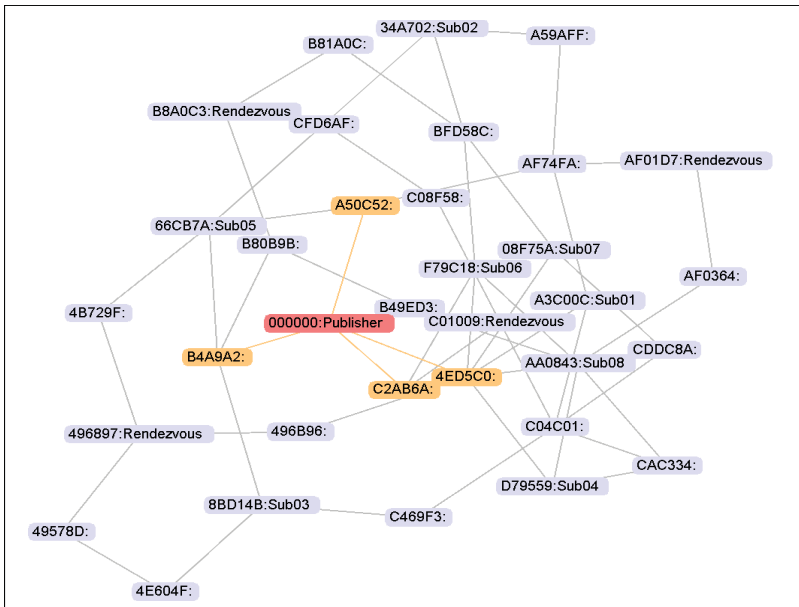 34A702:Sub02
A59AFF:
B81A0C:
B8A0C3:Rendezvous
CFD6AF:
BFD58C:
AF74FA:
AF01D7:Rendezvous
A50C52:
C08F58:
66CB7A:Sub05
B80B9B:
08F75A:Sub07
F79C18:Sub06
AF0364:
4B729F:
B49ED3:
A3C00C:Sub01
000000:Publisher
C01009:Rendezvous
B4A9A2:
AA0843:Sub08
CDDC8A:
4ED5C0:
C2AB6A:
496897:Rendezvous
496B96:
C04C01:
CAC334:
D79559:Sub04
8BD14B:Sub03
C469F3:
49578D:
4E604F: